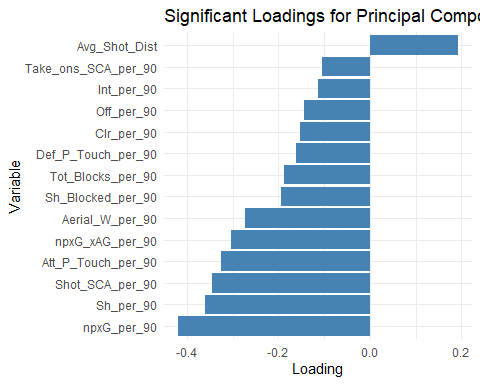 Significant Loadings for Principal Compo
Avg_Shot_Dist
Take_ons_SCA_per_90
Int_per_90
Off_per_90
Clr_per_90
Def_P_Touch_per_90
Tot_Blocks_per_90
Sh_Blocked_per_90
Aerial_W_per_90
npxG_xAG_per_90
Att_P_Touch_per_90
Shot_SCA_per_90
Sh_per_90
npxG_per_90
Variable
-0.4 -0.2 0.0 0.2
Loading